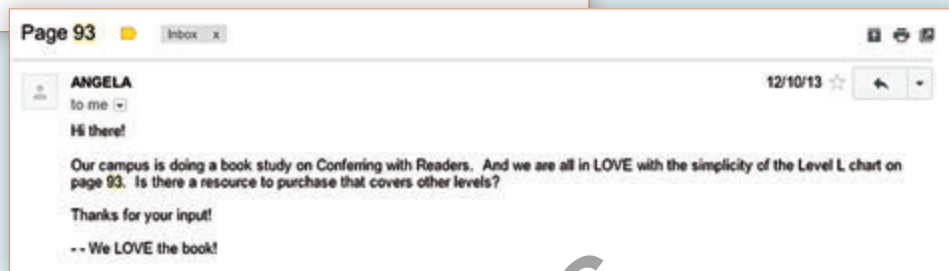 Page 93
Inbox x
ANGELA
12/10/13
to me
Hi there!
Our campus is doing a book study on Conferring with Readers. And we are all in LOVE with the simplicity of the Level L chart on
page 93. Is there a resource to purchase that covers other levels?
Thanks for your input!
- - We LOVE the book!